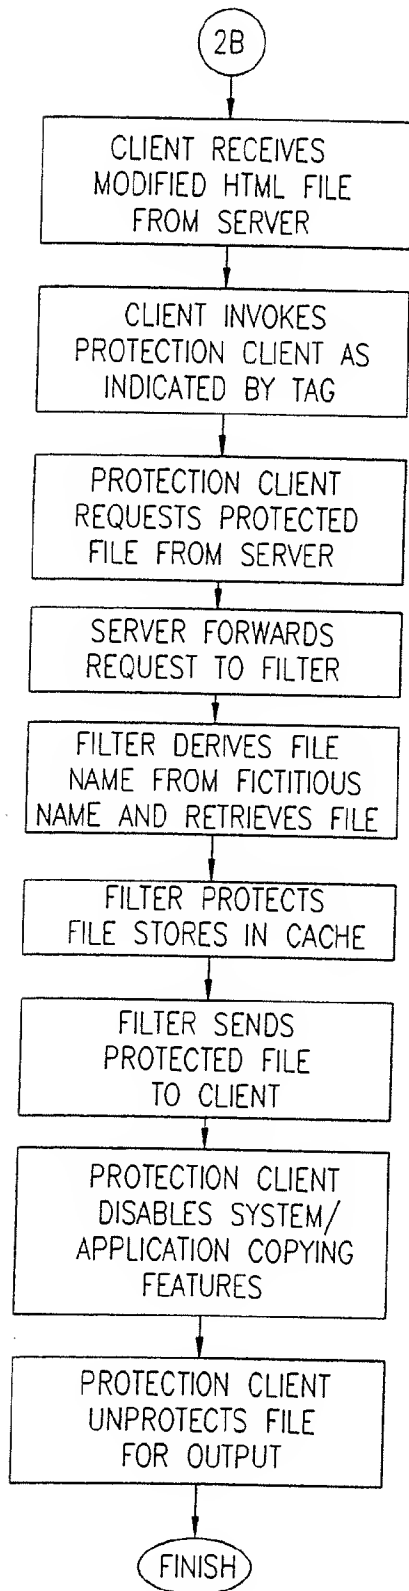 2B
CLIENT RECEIVES
MODIFIED HTML FILE
FROM SERVER
CLIENT INVOKES
PROTECTION CLIENT AS
INDICATED BY TAG
PROTECTION CLIENT
REQUESTS PROTECTED
FILE FROM SERVER
SERVER FORWARDS
REQUEST TO FILTER
FILTER DERIVES FILE
NAME FROM FICTITIOUS
NAME AND RETRIEVES FILE
FILTER PROTECTS
FILE STORES IN CACHE
FILTER SENDS
PROTECTED FILE
TO CLIENT
PROTECTION CLIENT
DISABLES SYSTEM/
APPLICATION COPYING
FEATURES
PROTECTION CLIENT
UNPROTECTS FILE
FOR OUTPUT
FINISH